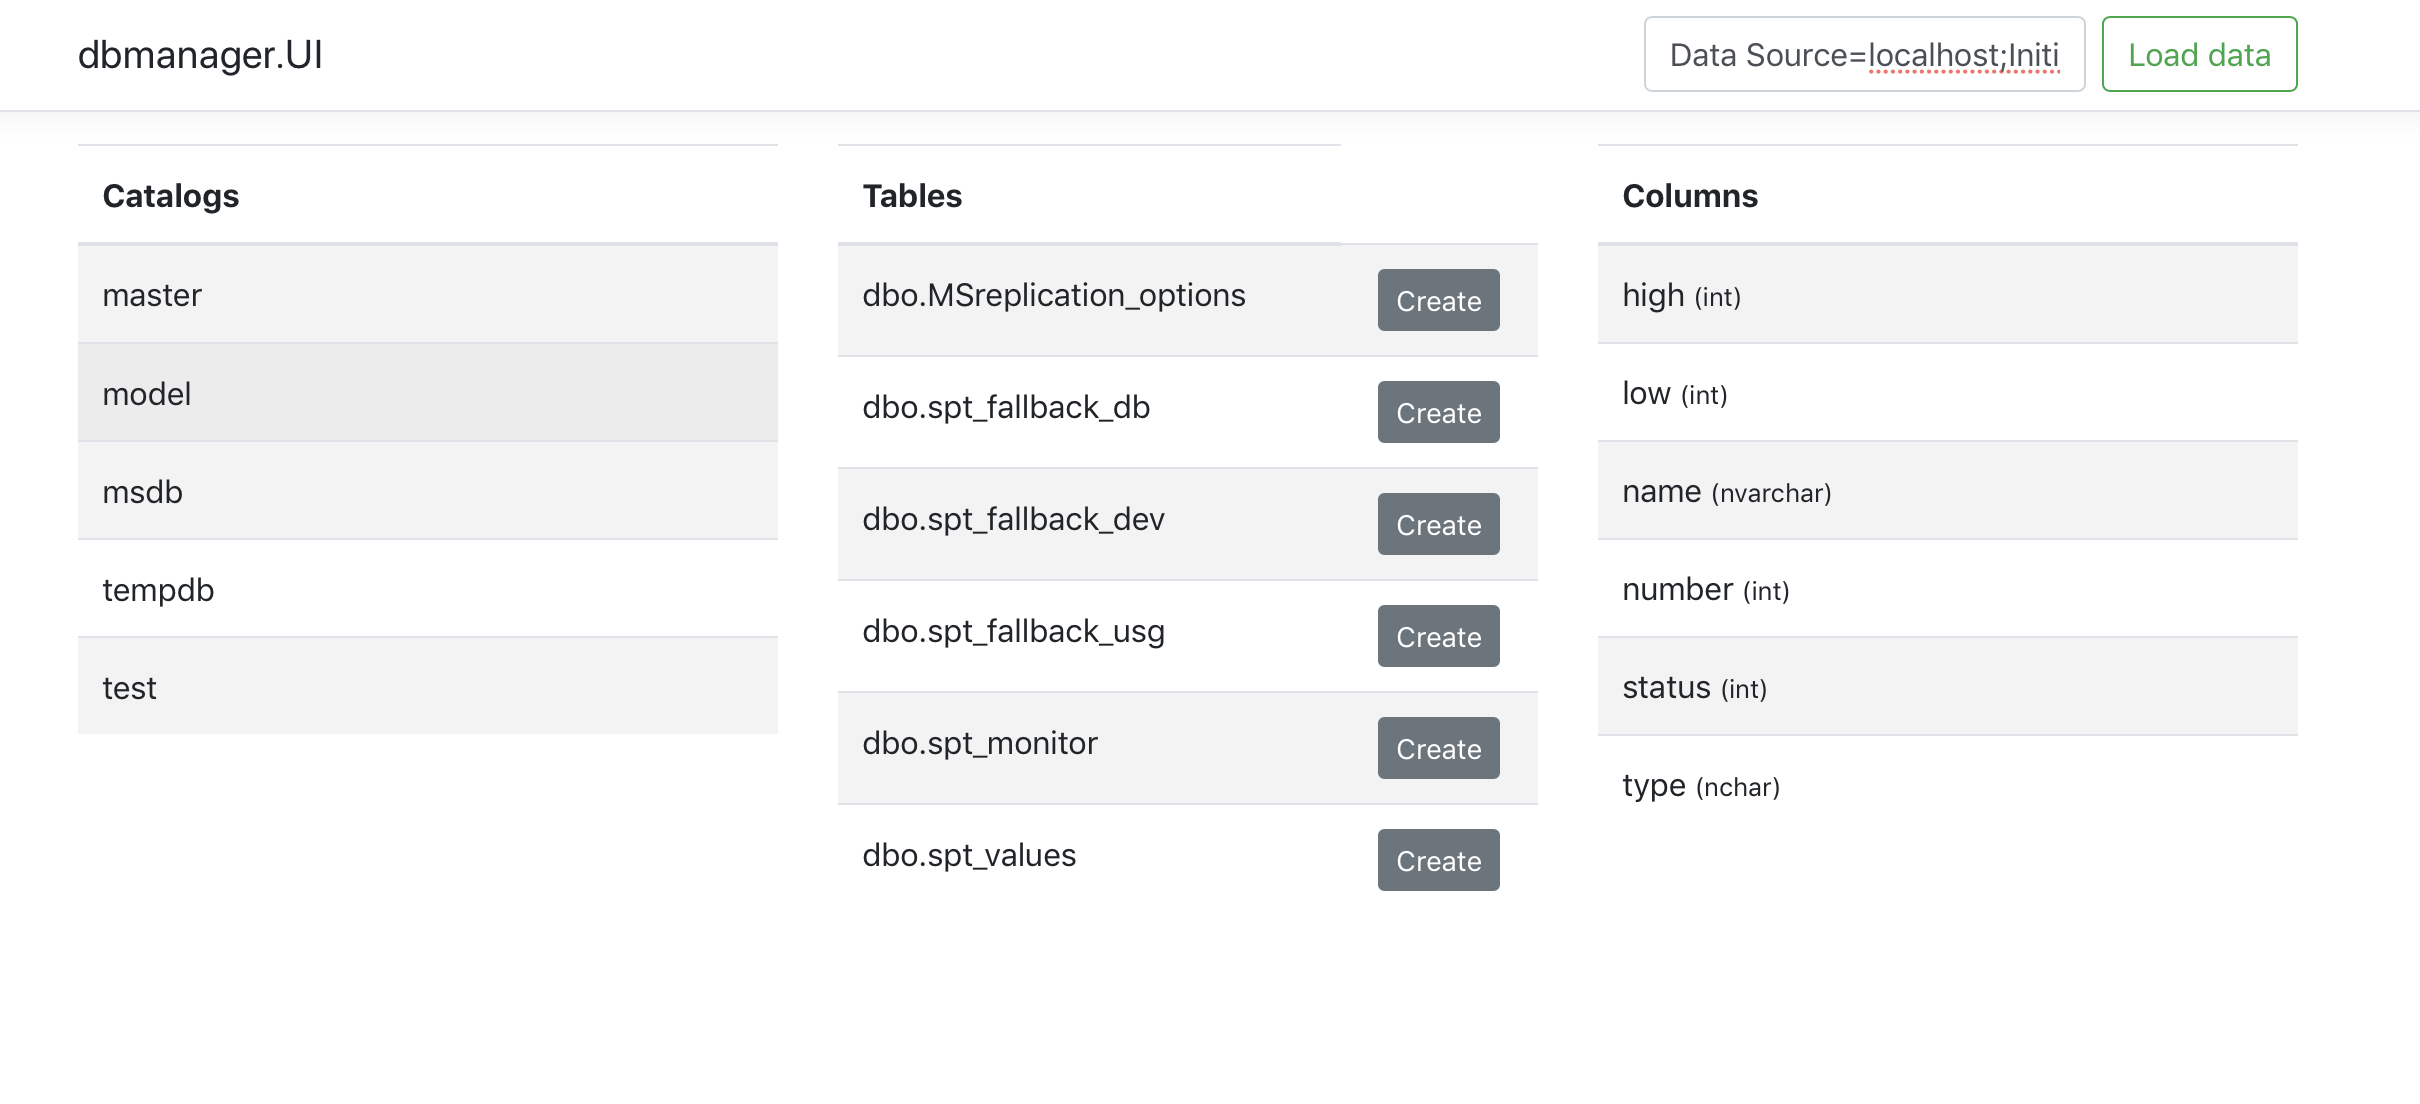 dbmanager.UI
Data Source=localhost;Initi
Load data
Catalogs
master
model
msdb
tempdb
test
Tables
dbo.MSreplication_options Create
dbo.spt_fallback_db Create
dbo.spt_fallback_dev Create
dbo.spt_fallback_usg Create
dbo.spt_monitor Create
dbo.spt_values Create
Columns
high (int)
low (int)
name (nvarchar)
number (int)
status (int)
type (nchar)